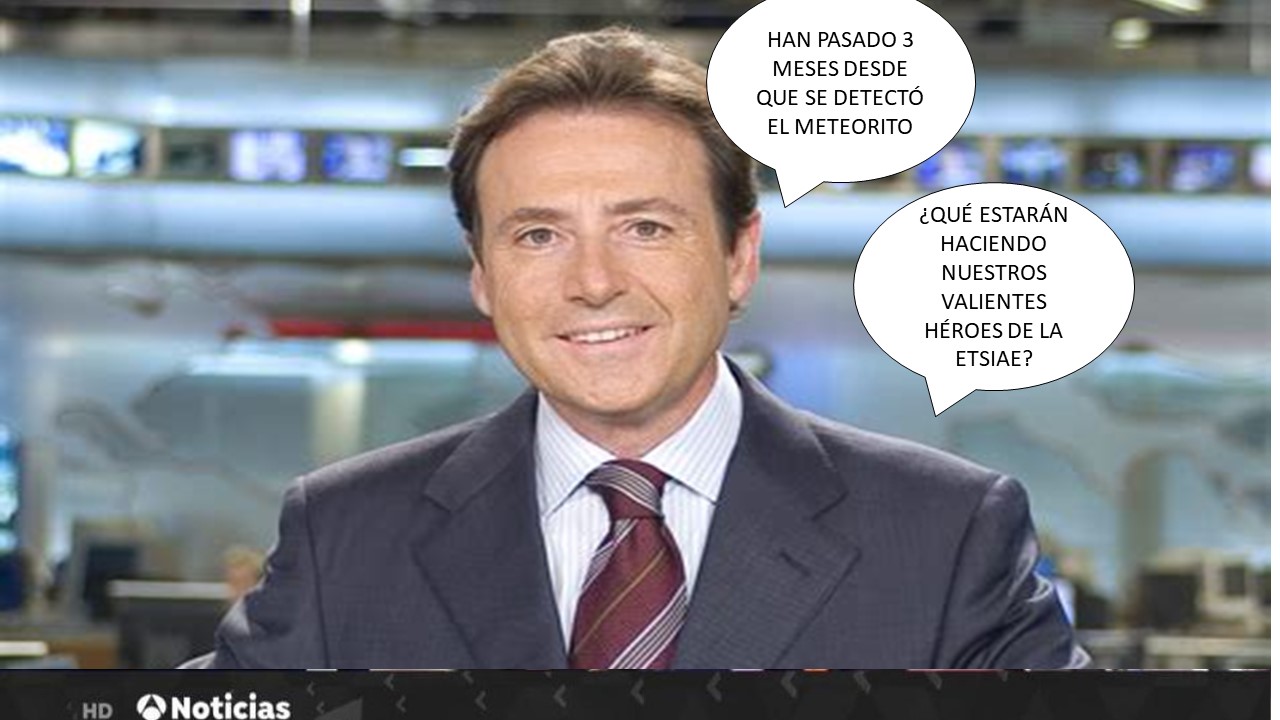 HAN PASADO 3
MESES DESDE
QUE SE DETECTÓ
EL METEORITO
¿QUÉ ESTARÁN
HACIENDO
NUESTROS
VALIENTES
HÉROES DE LA
ETSIAE?
HD Noticias